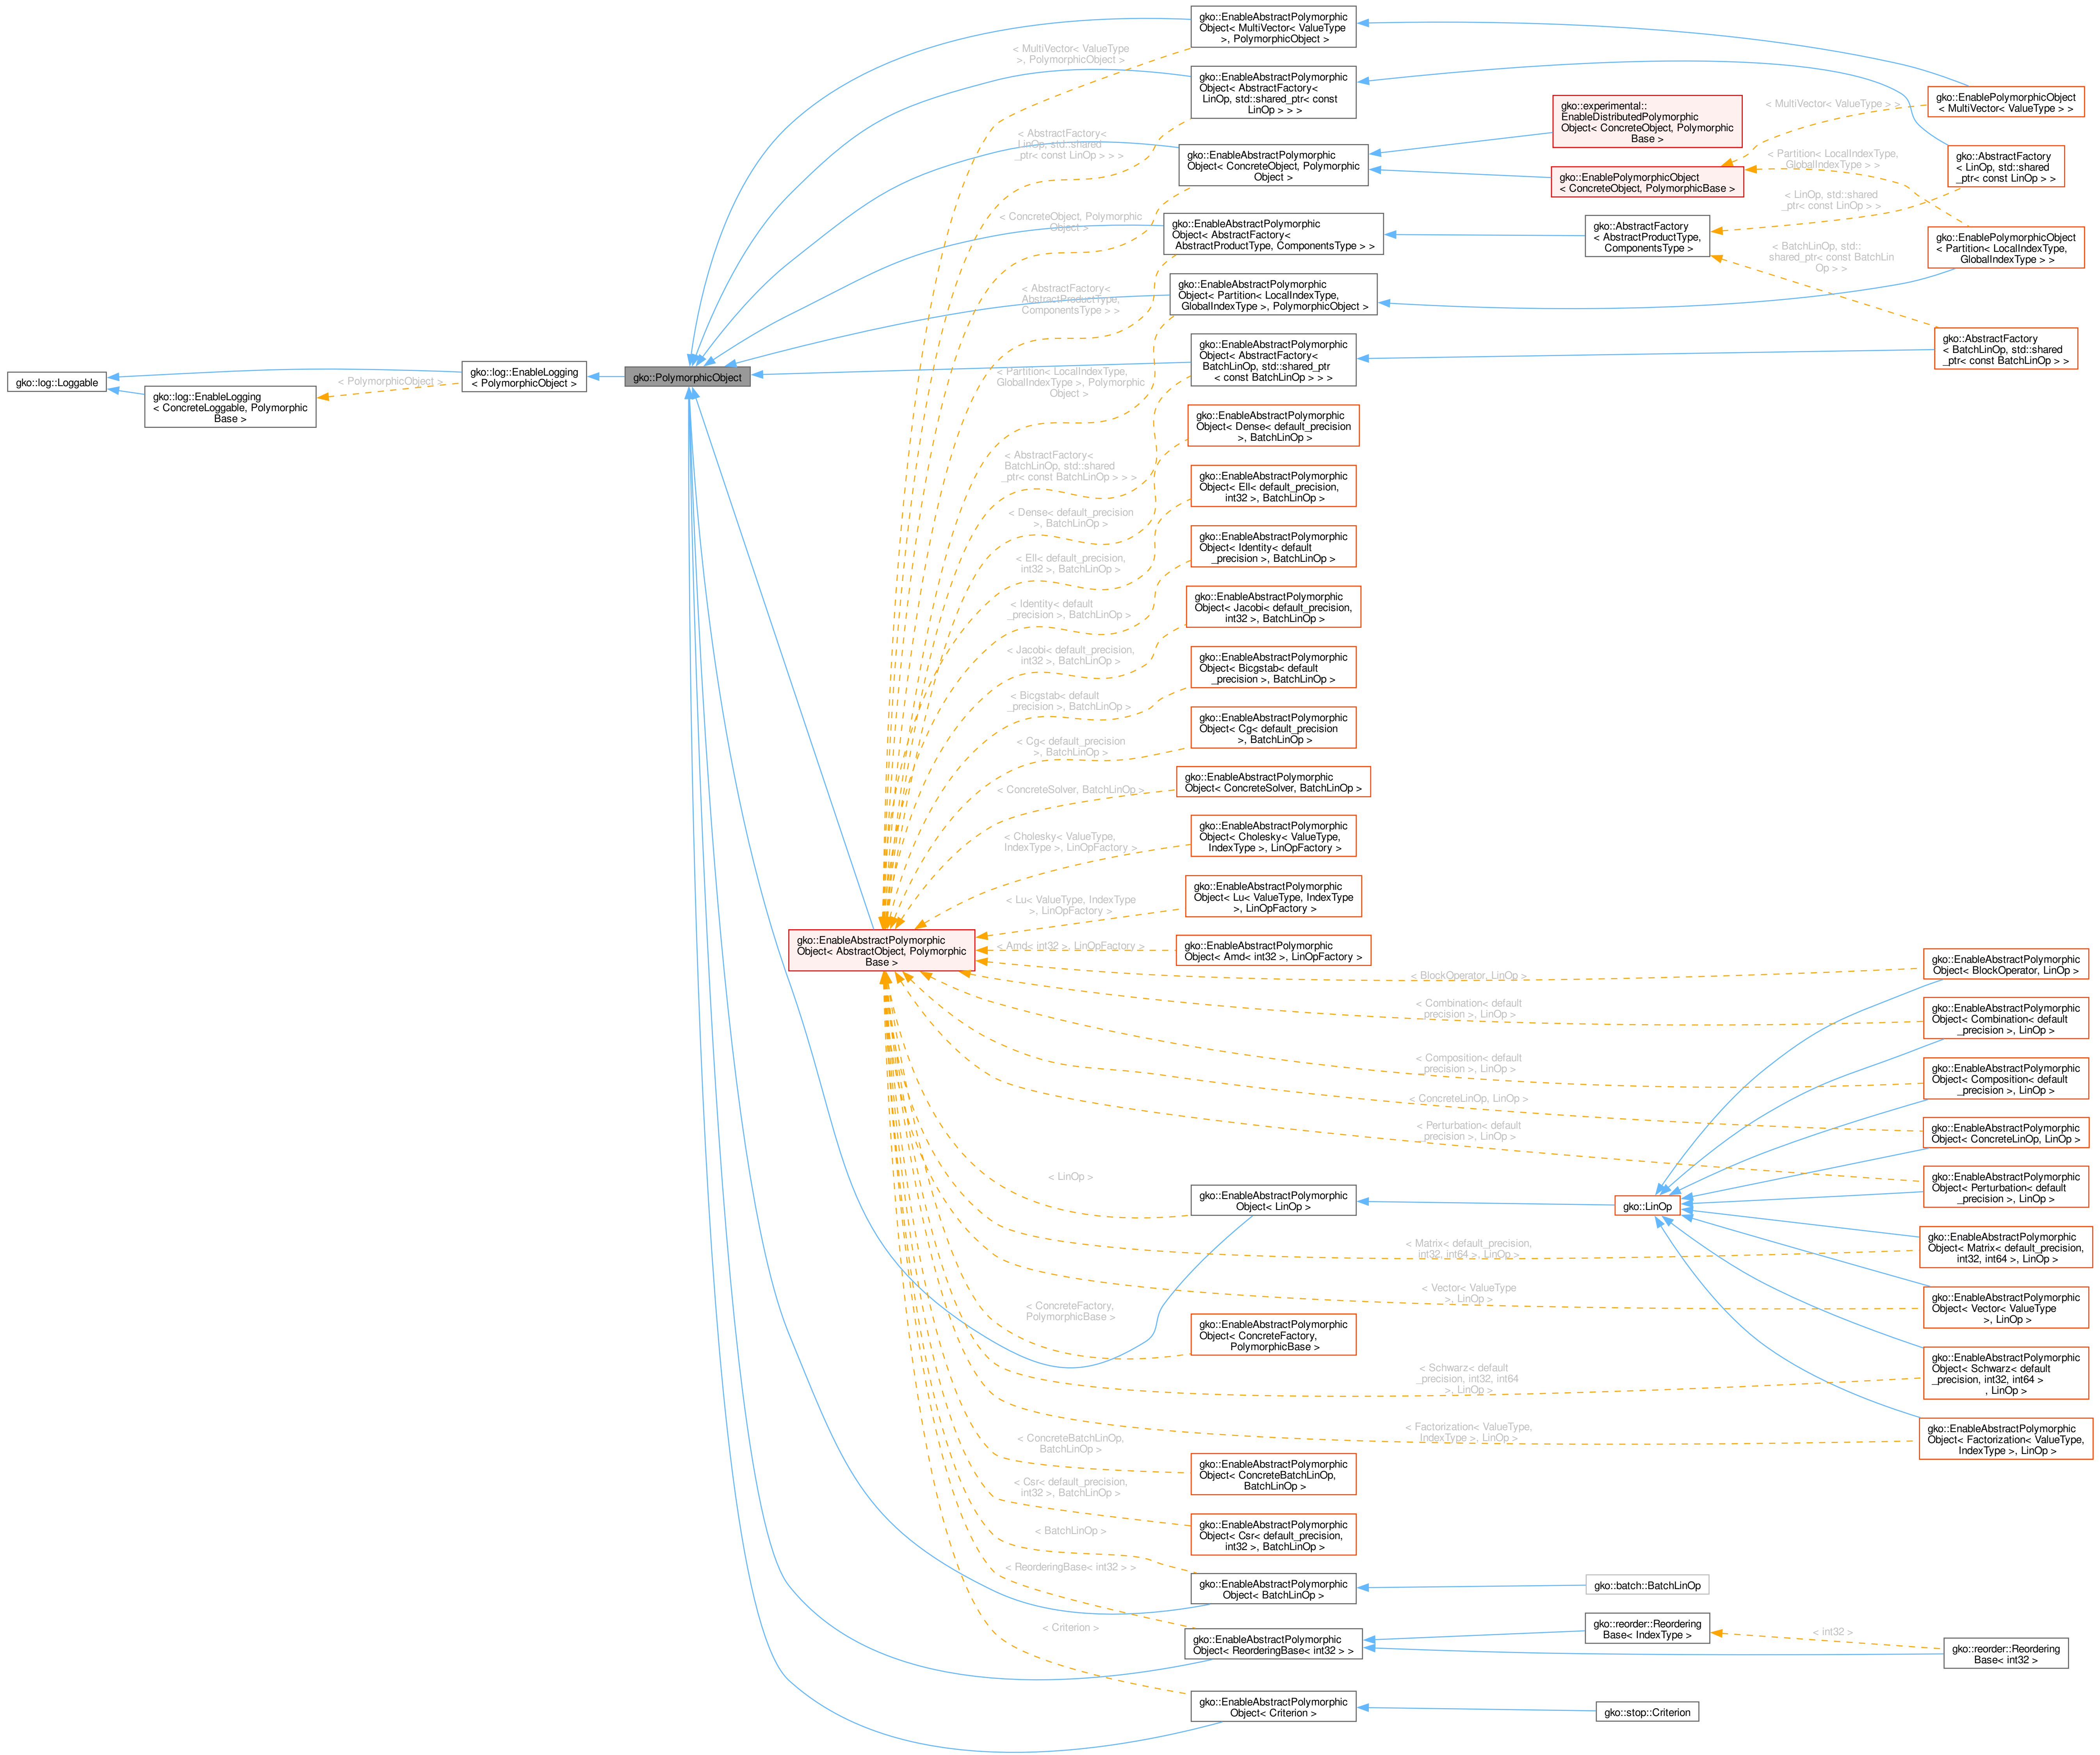 gko::log::Loggable
gko::log::EnableLogging
< ConcreteLoggable, Polymorphic
Base >
< PolymorphicObject >
gko::log::EnableLogging
< PolymorphicObject >
gko::PolymorphicObject
gko::EnableAbstractPolymorphic
Object< AbstractObject, Polymorphic
Base >
< MultiVector< ValueType
>, PolymorphicObject >
< AbstractFactory<
LinOp, std::shared
_ptr< const LinOp > > >
< ConcreteObject, Polymorphic
Object >
< AbstractFactory<
AbstractProductType,
ComponentsType > >
< Partition< LocalIndexType,
GlobalIndexType >, Polymorphic
Object >
< AbstractFactory<
BatchLinOp, std::shared
_ptr< const BatchLinOp > > >
< Dense< default_precision
>, BatchLinOp >
< Ell< default_precision,
int32 >, BatchLinOp >
< Identity< default
_precision >, BatchLinOp >
< Jacobi< default_precision,
int32 >, BatchLinOp >
< Bicgstab< default
_precision >, BatchLinOp >
< Cg< default_precision
>, BatchLinOp >
< ConcreteSolver, BatchLinOp >
< Cholesky< ValueType,
IndexType >, LinOpFactory >
< Lu< ValueType, IndexType
>, LinOpFactory >
< Amd< int32 >, LinOpFactory >
< LinOp >
< ConcreteFactory,
PolymorphicBase >
< ConcreteBatchLinOp,
BatchLinOp >
< Csr< default_precision,
int32 >, BatchLinOp >
< BatchLinOp >
< ReorderingBase< int32 > >
< Criterion >
gko::EnableAbstractPolymorphic
Object< MultiVector< ValueType
>, PolymorphicObject >
gko::EnableAbstractPolymorphic
Object< AbstractFactory<
LinOp, std::shared_ptr< const
LinOp > > >
gko::EnableAbstractPolymorphic
Object< ConcreteObject, Polymorphic
Object >
gko::EnableAbstractPolymorphic
Object< AbstractFactory<
AbstractProductType, ComponentsType > >
gko::EnableAbstractPolymorphic
Object< Partition< LocalIndexType,
GlobalIndexType >, PolymorphicObject >
gko::EnableAbstractPolymorphic
Object< AbstractFactory<
BatchLinOp, std::shared_ptr
< const BatchLinOp > > >
gko::EnableAbstractPolymorphic
Object< Dense< default_precision
>, BatchLinOp >
gko::EnableAbstractPolymorphic
Object< Ell< default_precision,
int32 >, BatchLinOp >
gko::EnableAbstractPolymorphic
Object< Identity< default
_precision >, BatchLinOp >
gko::EnableAbstractPolymorphic
Object< Jacobi< default_precision,
int32 >, BatchLinOp >
gko::EnableAbstractPolymorphic
Object< Bicgstab< default
_precision >, BatchLinOp >
gko::EnableAbstractPolymorphic
Object< Cg< default_precision
>, BatchLinOp >
gko::EnableAbstractPolymorphic
Object< ConcreteSolver, BatchLinOp >
gko::EnableAbstractPolymorphic
Object< Cholesky< ValueType,
IndexType >, LinOpFactory >
gko::EnableAbstractPolymorphic
Object< Lu< ValueType, IndexType
>, LinOpFactory >
gko::EnableAbstractPolymorphic
Object< Amd< int32 >, LinOpFactory >
gko::EnableAbstractPolymorphic
Object< LinOp >
gko::EnableAbstractPolymorphic
Object< ConcreteFactory,
PolymorphicBase >
gko::EnableAbstractPolymorphic
Object< ConcreteBatchLinOp,
BatchLinOp >
gko::EnableAbstractPolymorphic
Object< Csr< default_precision,
int32 >, BatchLinOp >
gko::EnableAbstractPolymorphic
Object< BatchLinOp >
gko::EnableAbstractPolymorphic
Object< ReorderingBase< int32 > >
gko::EnableAbstractPolymorphic
Object< Criterion >
< BlockOperator, LinOp >
< Combination< default
_precision >, LinOp >
< Composition< default
_precision >, LinOp >
< ConcreteLinOp, LinOp >
< Perturbation< default
_precision >, LinOp >
< Matrix< default_precision,
int32, int64 >, LinOp >
< Vector< ValueType
>, LinOp >
< Schwarz< default
_precision, int32, int64
>, LinOp >
< Factorization< ValueType,
IndexType >, LinOp >
gko::experimental::
EnableDistributedPolymorphic
Object< ConcreteObject, Polymorphic
Base >
gko::EnablePolymorphicObject
< ConcreteObject, PolymorphicBase >
gko::AbstractFactory
< AbstractProductType,
ComponentsType >
gko::LinOp
gko::batch::BatchLinOp
gko::reorder::Reordering
Base< IndexType >
gko::stop::Criterion
< MultiVector< ValueType > >
< Partition< LocalIndexType,
GlobalIndexType > >
< LinOp, std::shared
_ptr< const LinOp > >
< BatchLinOp, std::
shared_ptr< const BatchLin
Op > >
< int32 >
gko::EnablePolymorphicObject
< MultiVector< ValueType > >
gko::AbstractFactory
< LinOp, std::shared
_ptr< const LinOp > >
gko::EnablePolymorphicObject
< Partition< LocalIndexType,
GlobalIndexType > >
gko::AbstractFactory
< BatchLinOp, std::shared
_ptr< const BatchLinOp > >
gko::EnableAbstractPolymorphic
Object< BlockOperator, LinOp >
gko::EnableAbstractPolymorphic
Object< Combination< default
_precision >, LinOp >
gko::EnableAbstractPolymorphic
Object< Composition< default
_precision >, LinOp >
gko::EnableAbstractPolymorphic
Object< ConcreteLinOp, LinOp >
gko::EnableAbstractPolymorphic
Object< Perturbation< default
_precision >, LinOp >
gko::EnableAbstractPolymorphic
Object< Matrix< default_precision,
int32, int64 >, LinOp >
gko::EnableAbstractPolymorphic
Object< Vector< ValueType
>, LinOp >
gko::EnableAbstractPolymorphic
Object< Schwarz< default
_precision, int32, int64 >
, LinOp >
gko::EnableAbstractPolymorphic
Object< Factorization< ValueType,
IndexType >, LinOp >
gko::reorder::Reordering
Base< int32 >